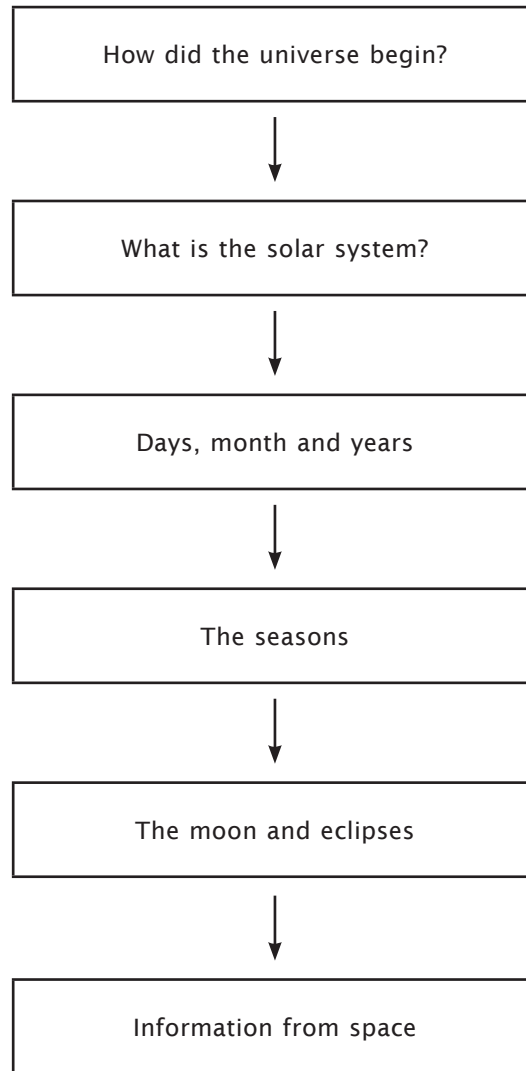 How did the universe begin?
What is the solar system?
Days, month and years
The seasons
The moon and eclipses
Information from space